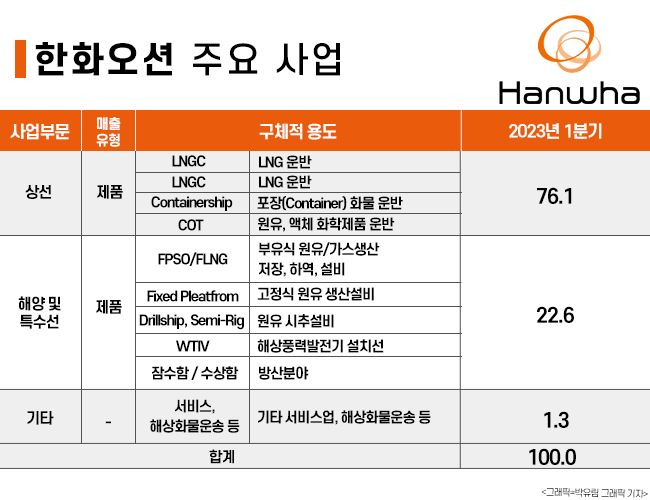 한화오션 주요 사업
Hanwha
사업부문 매출 유형 구체적 용도 2023년 1분기
상선 제품 76.1
LNGC LNG 운반
LNGC LNG 운반
Containership 포장(Container) 화물 운반
COT 원유, 액체 화학제품 운반
해양 및
특수선
제품 22.6
FPSO/FLNG 부유식 원유/가스생산
저장, 하역, 설비
Fixed Pleatfrom 고정식 원유 생산설비
Drillship, Semi-Rig 원유 시추설비
WTIV 해상풍력발전기 설치선
잠수함 / 수상함 방산분야
기타 - 서비스,
해상화물운송 등
기타 서비스업, 해상화물운송 등 1.3
합계 100.0
<그래픽=박유림 그래픽 기자>